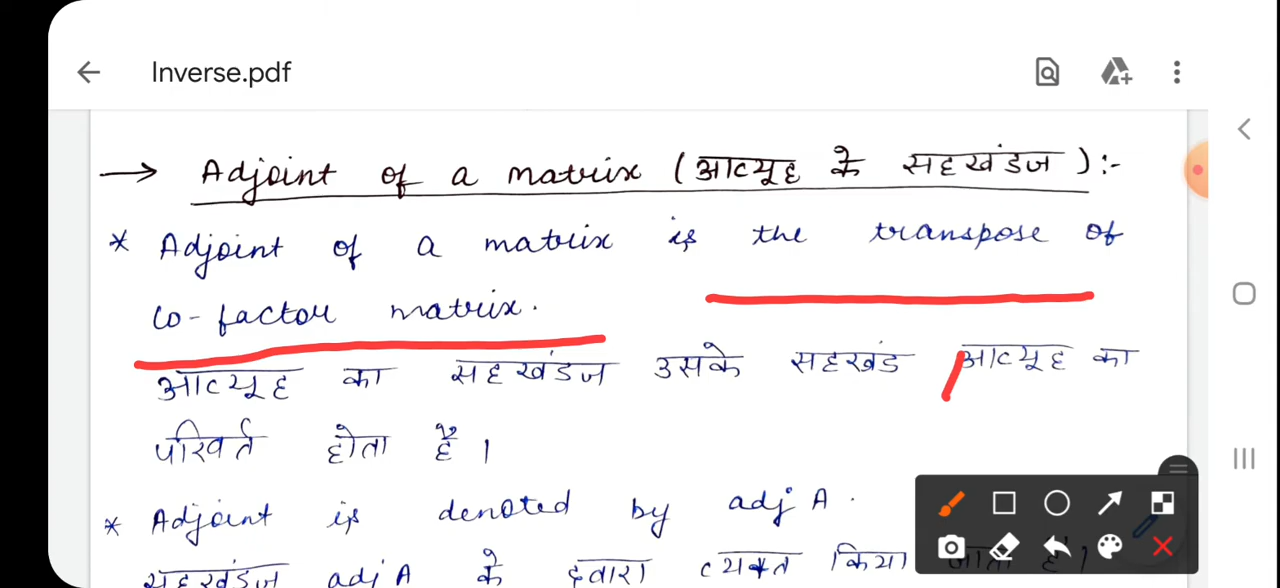 Inverse.pdf
→ Adjoint of a matrix (आव्यूह के सहखंडज) :-
* Adjoint of a matrix is the transpose of
co-factor matrix.
आव्यूह का सहखंडज उसके सहखंड आव्यूह का
परिवर्त होता है।
* Adjoint is denoted by adj A.
सहखंडज adj A के द्वारा व्यक्त किया जाता है।